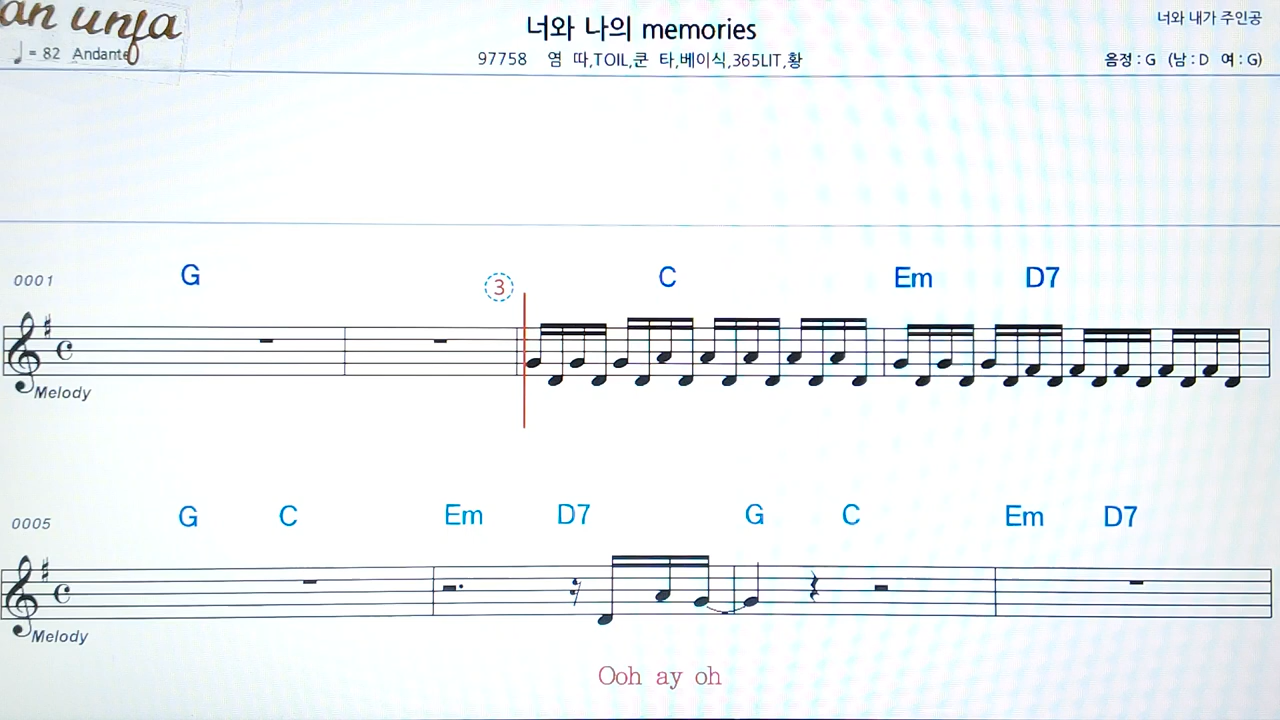 an unfa
너와 나의 memories
너와 내가 주인공
♩ = 82 Andante
97758 염 따,TOIL,쿤 타,베이식,365LIT,황
음정 : G (남 : D 여 : G)
0001 G ③ C Em D7
Melody
0005 G C Em D7 G C Em D7
Melody
Ooh ay oh